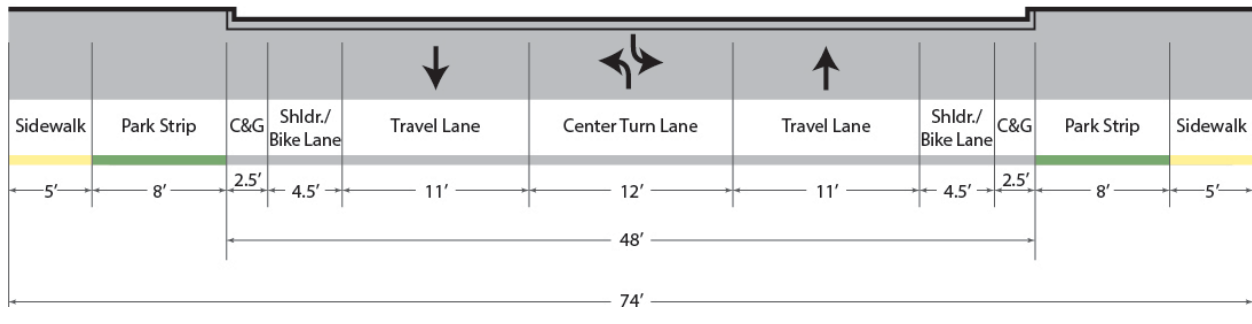 Sidewalk
Park Strip
C&G
Shldr./
Bike Lane
Travel Lane
Center Turn Lane
Travel Lane
Shldr./
Bike Lane
C&G
Park Strip
Sidewalk
5’
8’
2.5’
4.5’
11’
12’
11’
4.5’
2.5’
8’
5’
48’
74’